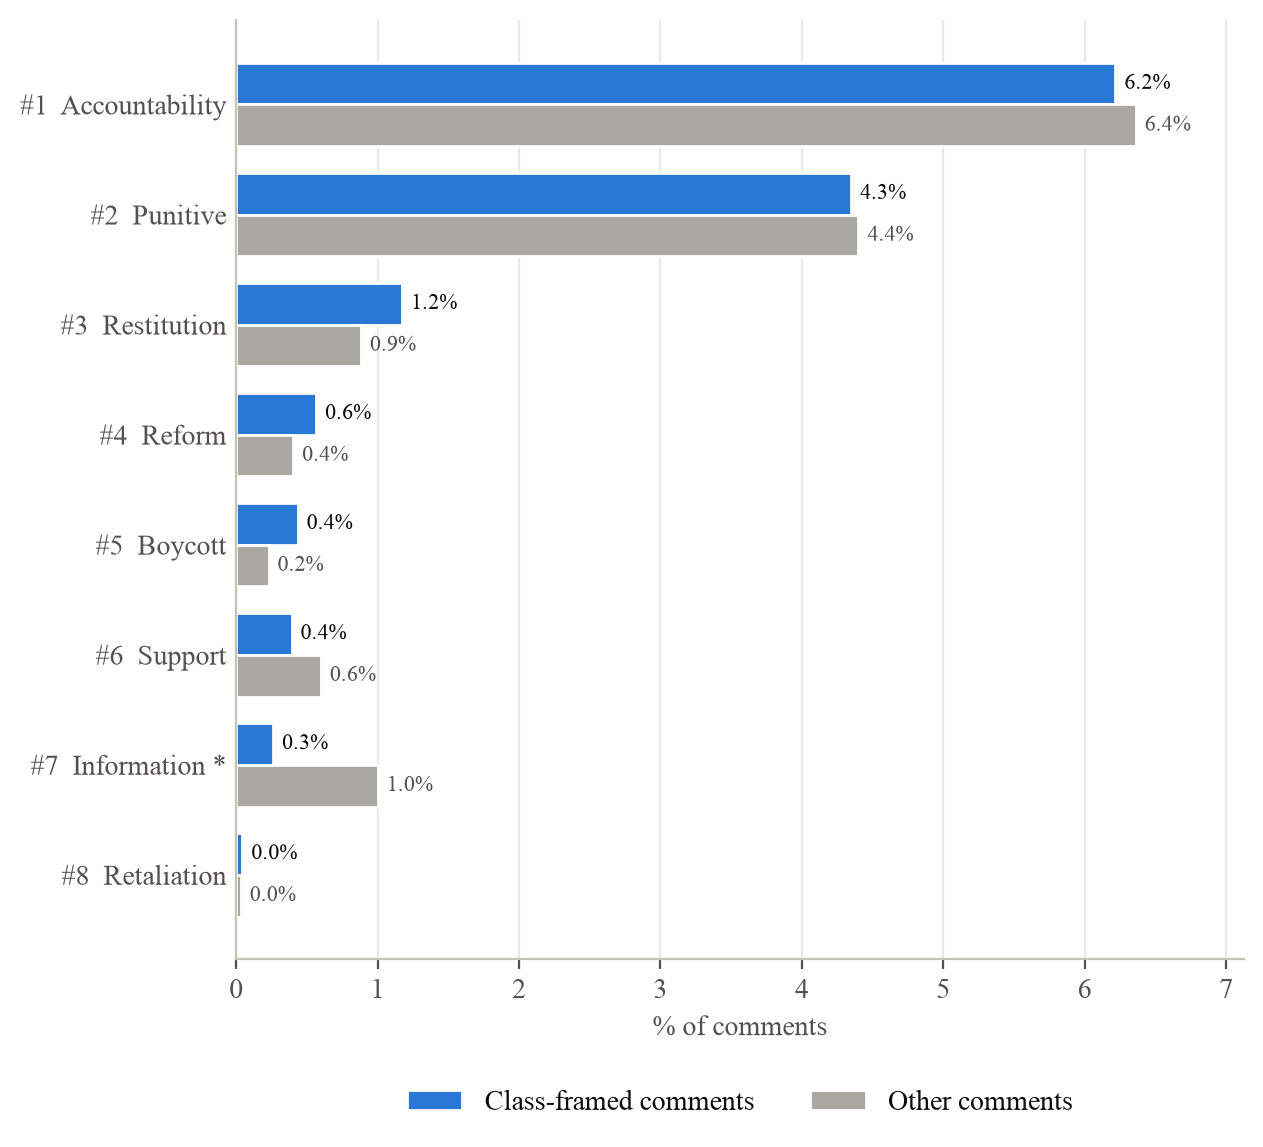 6.2%
#1 Accountability
6.4%
4.3%
#2 Punitive
4.4%
1.2%
#3 Restitution
0.9%
0.6%
#4 Reform
0.4%
0.4%
#5 Boycott
0.2%
0.4%
#6 Support
0.6%
0.3%
#7 Information *
1.0%
0.0%
#8 Retaliation
0.0%
0 1 2 3 4 5 6 7
% of comments
Class-framed comments Other comments